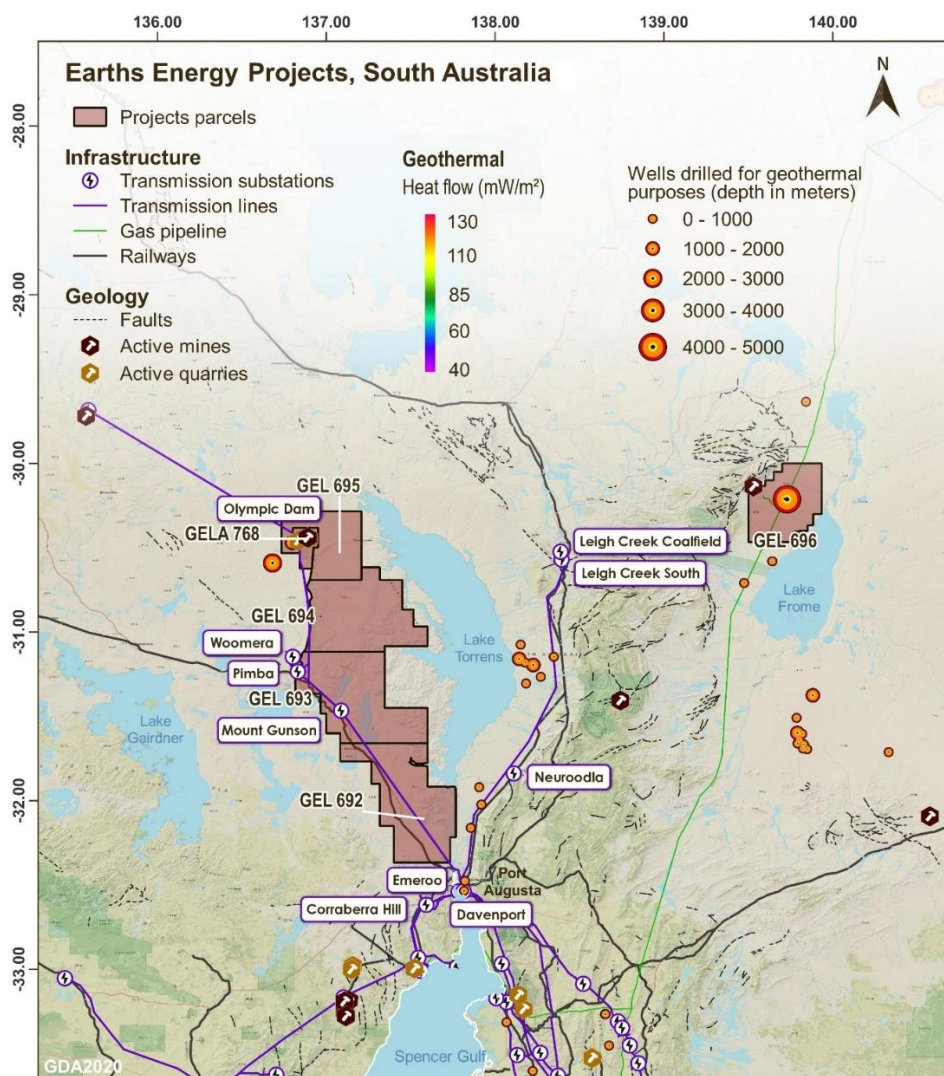 136.00 137.00 138.00 139.00 140.00
Earths Energy Projects, South Australia
N
Projects parcels
-28.00
Infrastructure
Transmission substations
Transmission lines
Gas pipeline
Railways
Geothermal
Heat flow (mW/m²)
130
110
85
60
40
Wells drilled for geothermal
purposes (depth in meters)
0 - 1000
1000 - 2000
2000 - 3000
3000 - 4000
4000 - 5000
-29.00
Geology
Faults
Active mines
Active quarries
-30.00
GEL 695
Olympic Dam
GELA 768
Leigh Creek Coalfield
GEL 696
Leigh Creek South
Lake
Frome
-31.00
GEL 694
Woomera
Lake
Torrens
Pimba
GEL 693
Mount Gunson
Lake
Gairdner
Neuroodla
-32.00
GEL 692
Emeroo
Port
Augusta
Corraberra Hill
Davenport
-33.00
Spencer Gulf
GDA2020